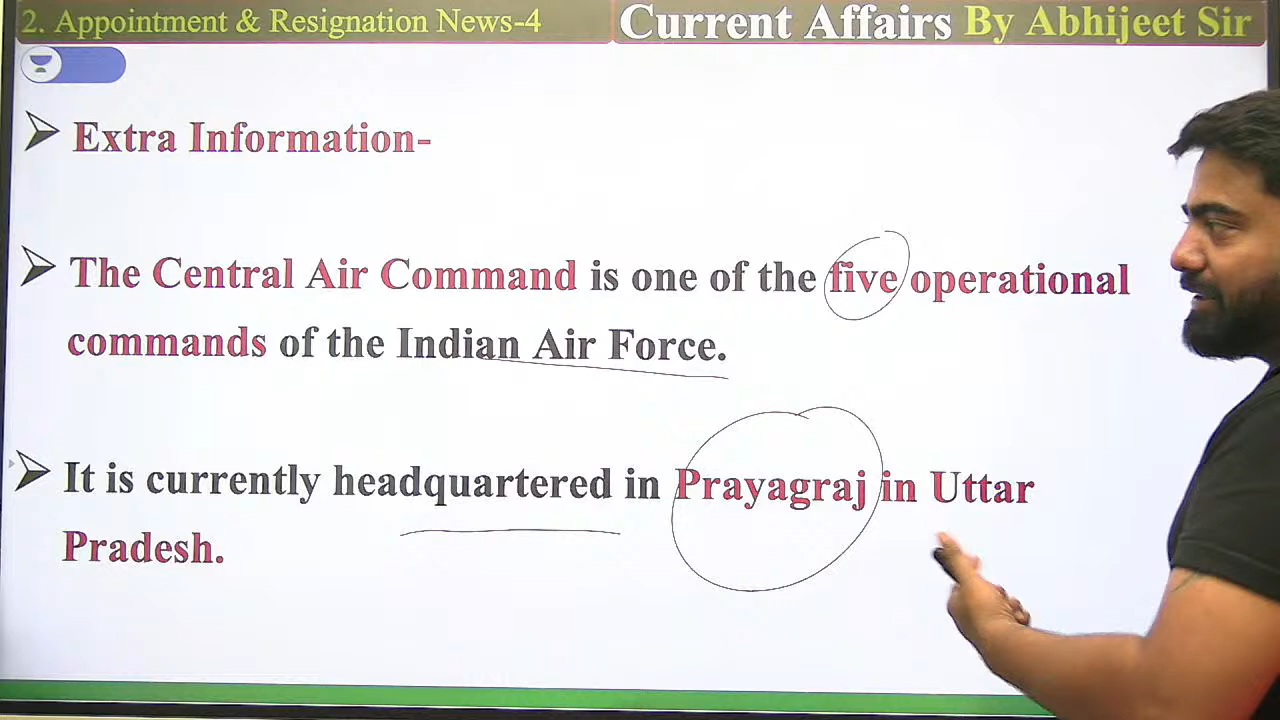 2. Appointment & Resignation News-4
Current Affairs By Abhijeet Sir
Extra Information-
The Central Air Command is one of the five operational
commands of the Indian Air Force.
It is currently headquartered in Prayagraj in Uttar
Pradesh.